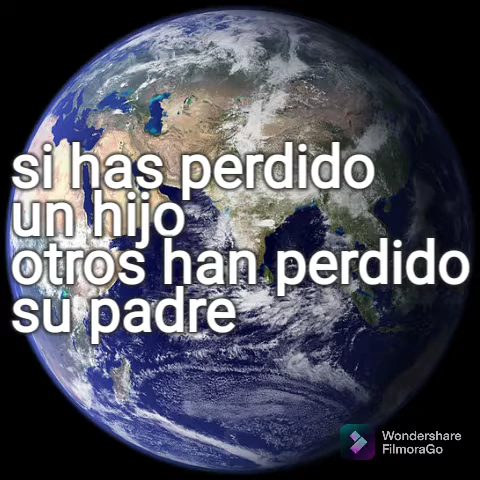 si has perdido
un hijo
otros han perdido
su padre
Wondershare
FilmoraGo